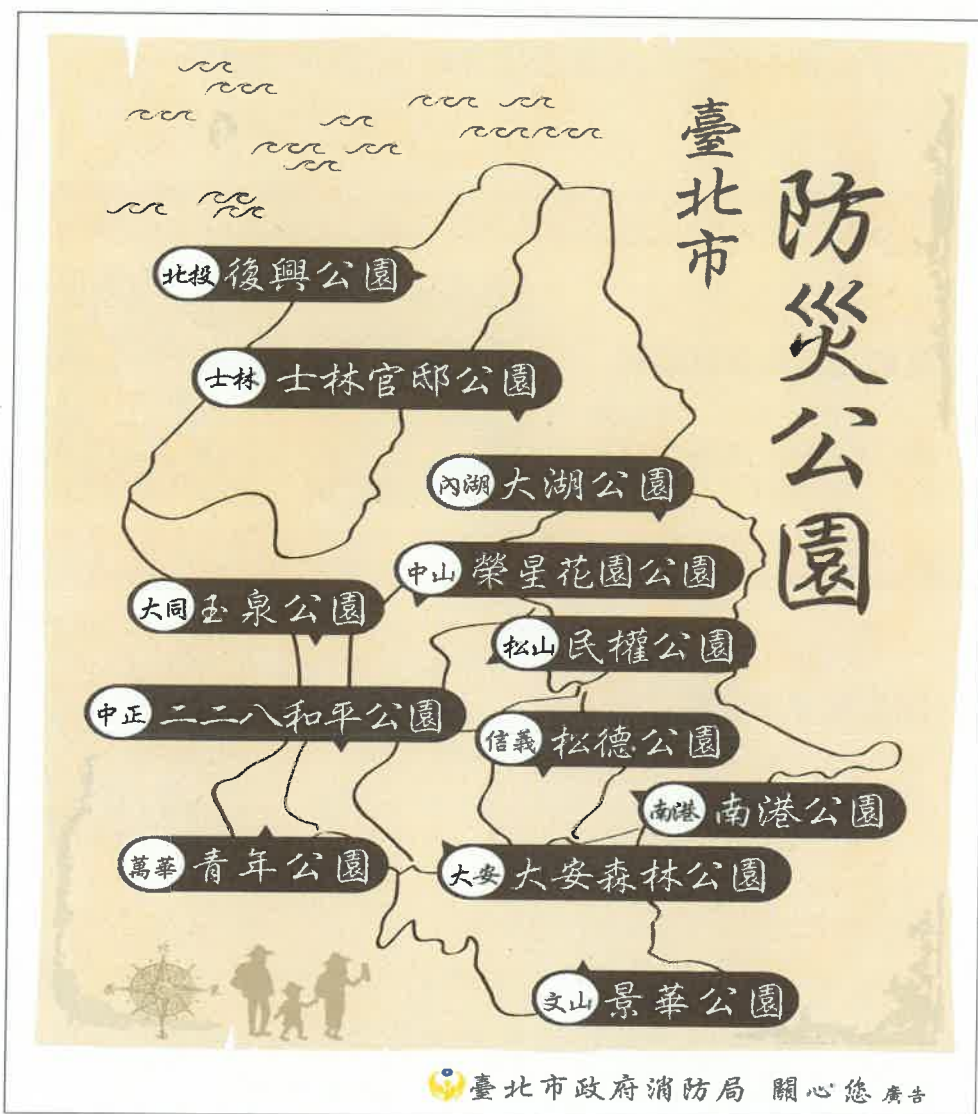 臺北市
防災公園
北投 復興公園
士林 士林官邸公園
內湖 大湖公園
中山 榮星花園公園
大同 玉泉公園
松山 民權公園
中正 二二八和平公園
信義 松德公園
南港 南港公園
萬華 青年公園
大安 大安森林公園
文山 景華公園
臺北市政府消防局 關心您 廣告